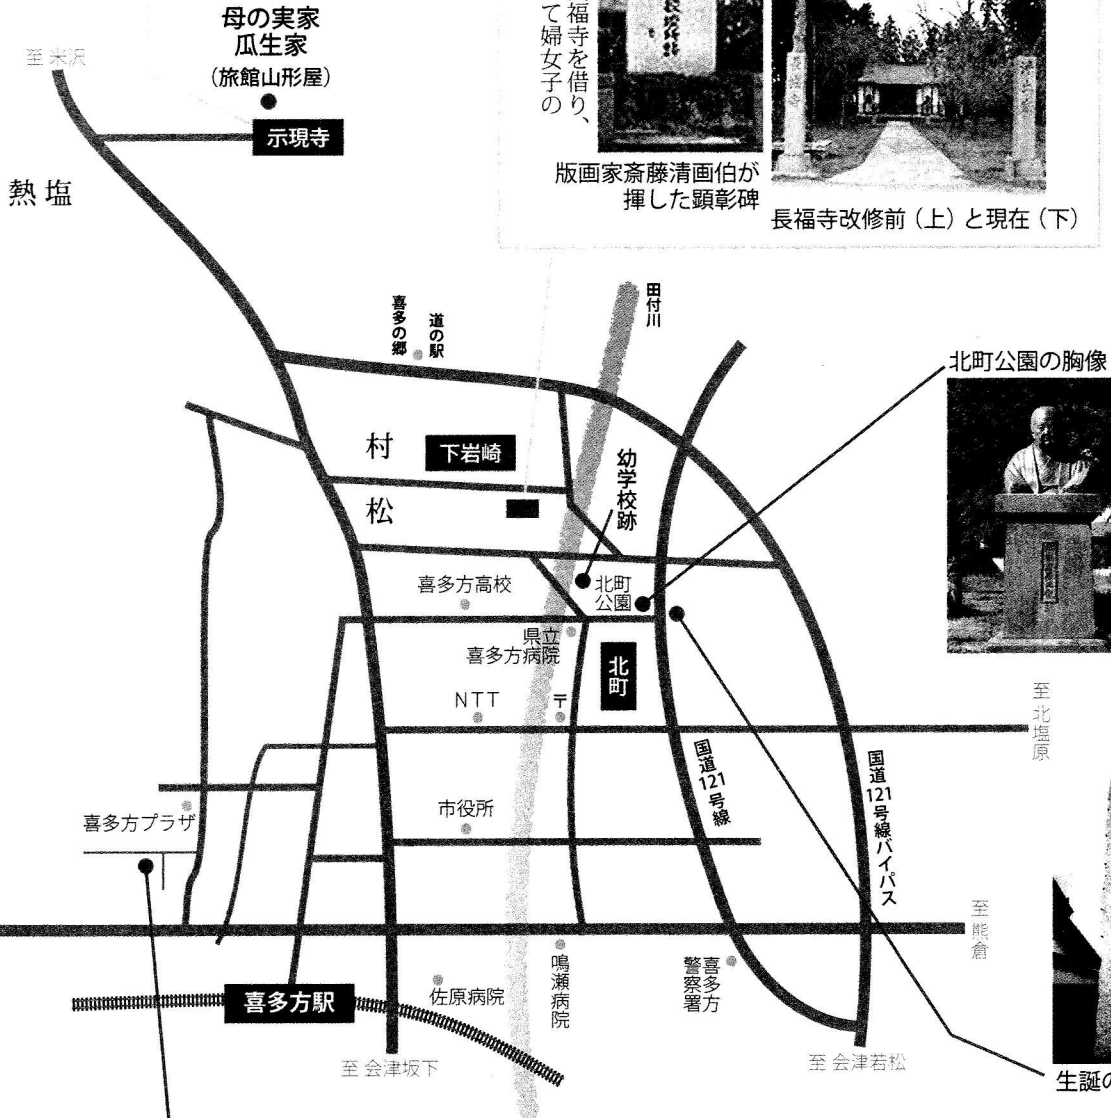 母の実家
瓜生家
(旅館山形屋)
至 米沢
示現寺
熱塩
福寺を借り、
て婦女子の
版画家斎藤清画伯が
揮した顕彰碑
長福寺改修前(上)と現在(下)
田付川
道の駅
喜多の郷
北町公園の胸像
村
松
下岩崎
幼学校跡
喜多方高校
北町
公園
県立
喜多方病院
北町
NTT
〒
至 北塩原
国道121号線
国道121号線バイパス
市役所
喜多方プラザ
至 熊倉
喜多方
警察署
鳴瀬病院
佐原病院
喜多方駅
至 会津坂下
至 会津若松
生誕の